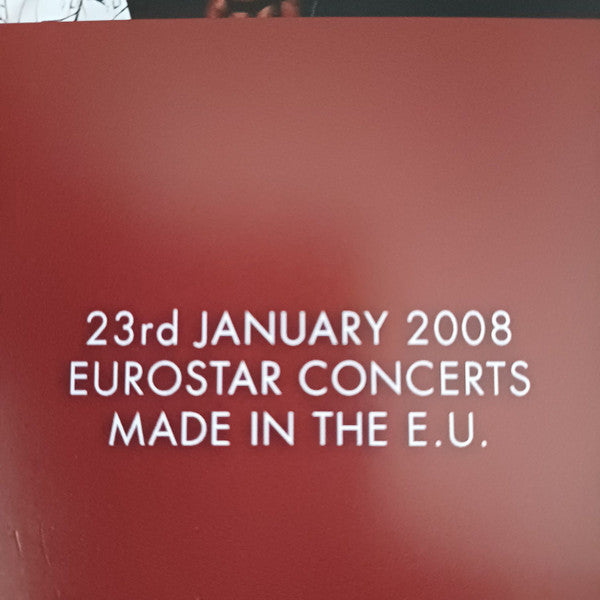 23rd JANUARY 2008
EUROSTAR CONCERTS
MADE IN THE E.U.